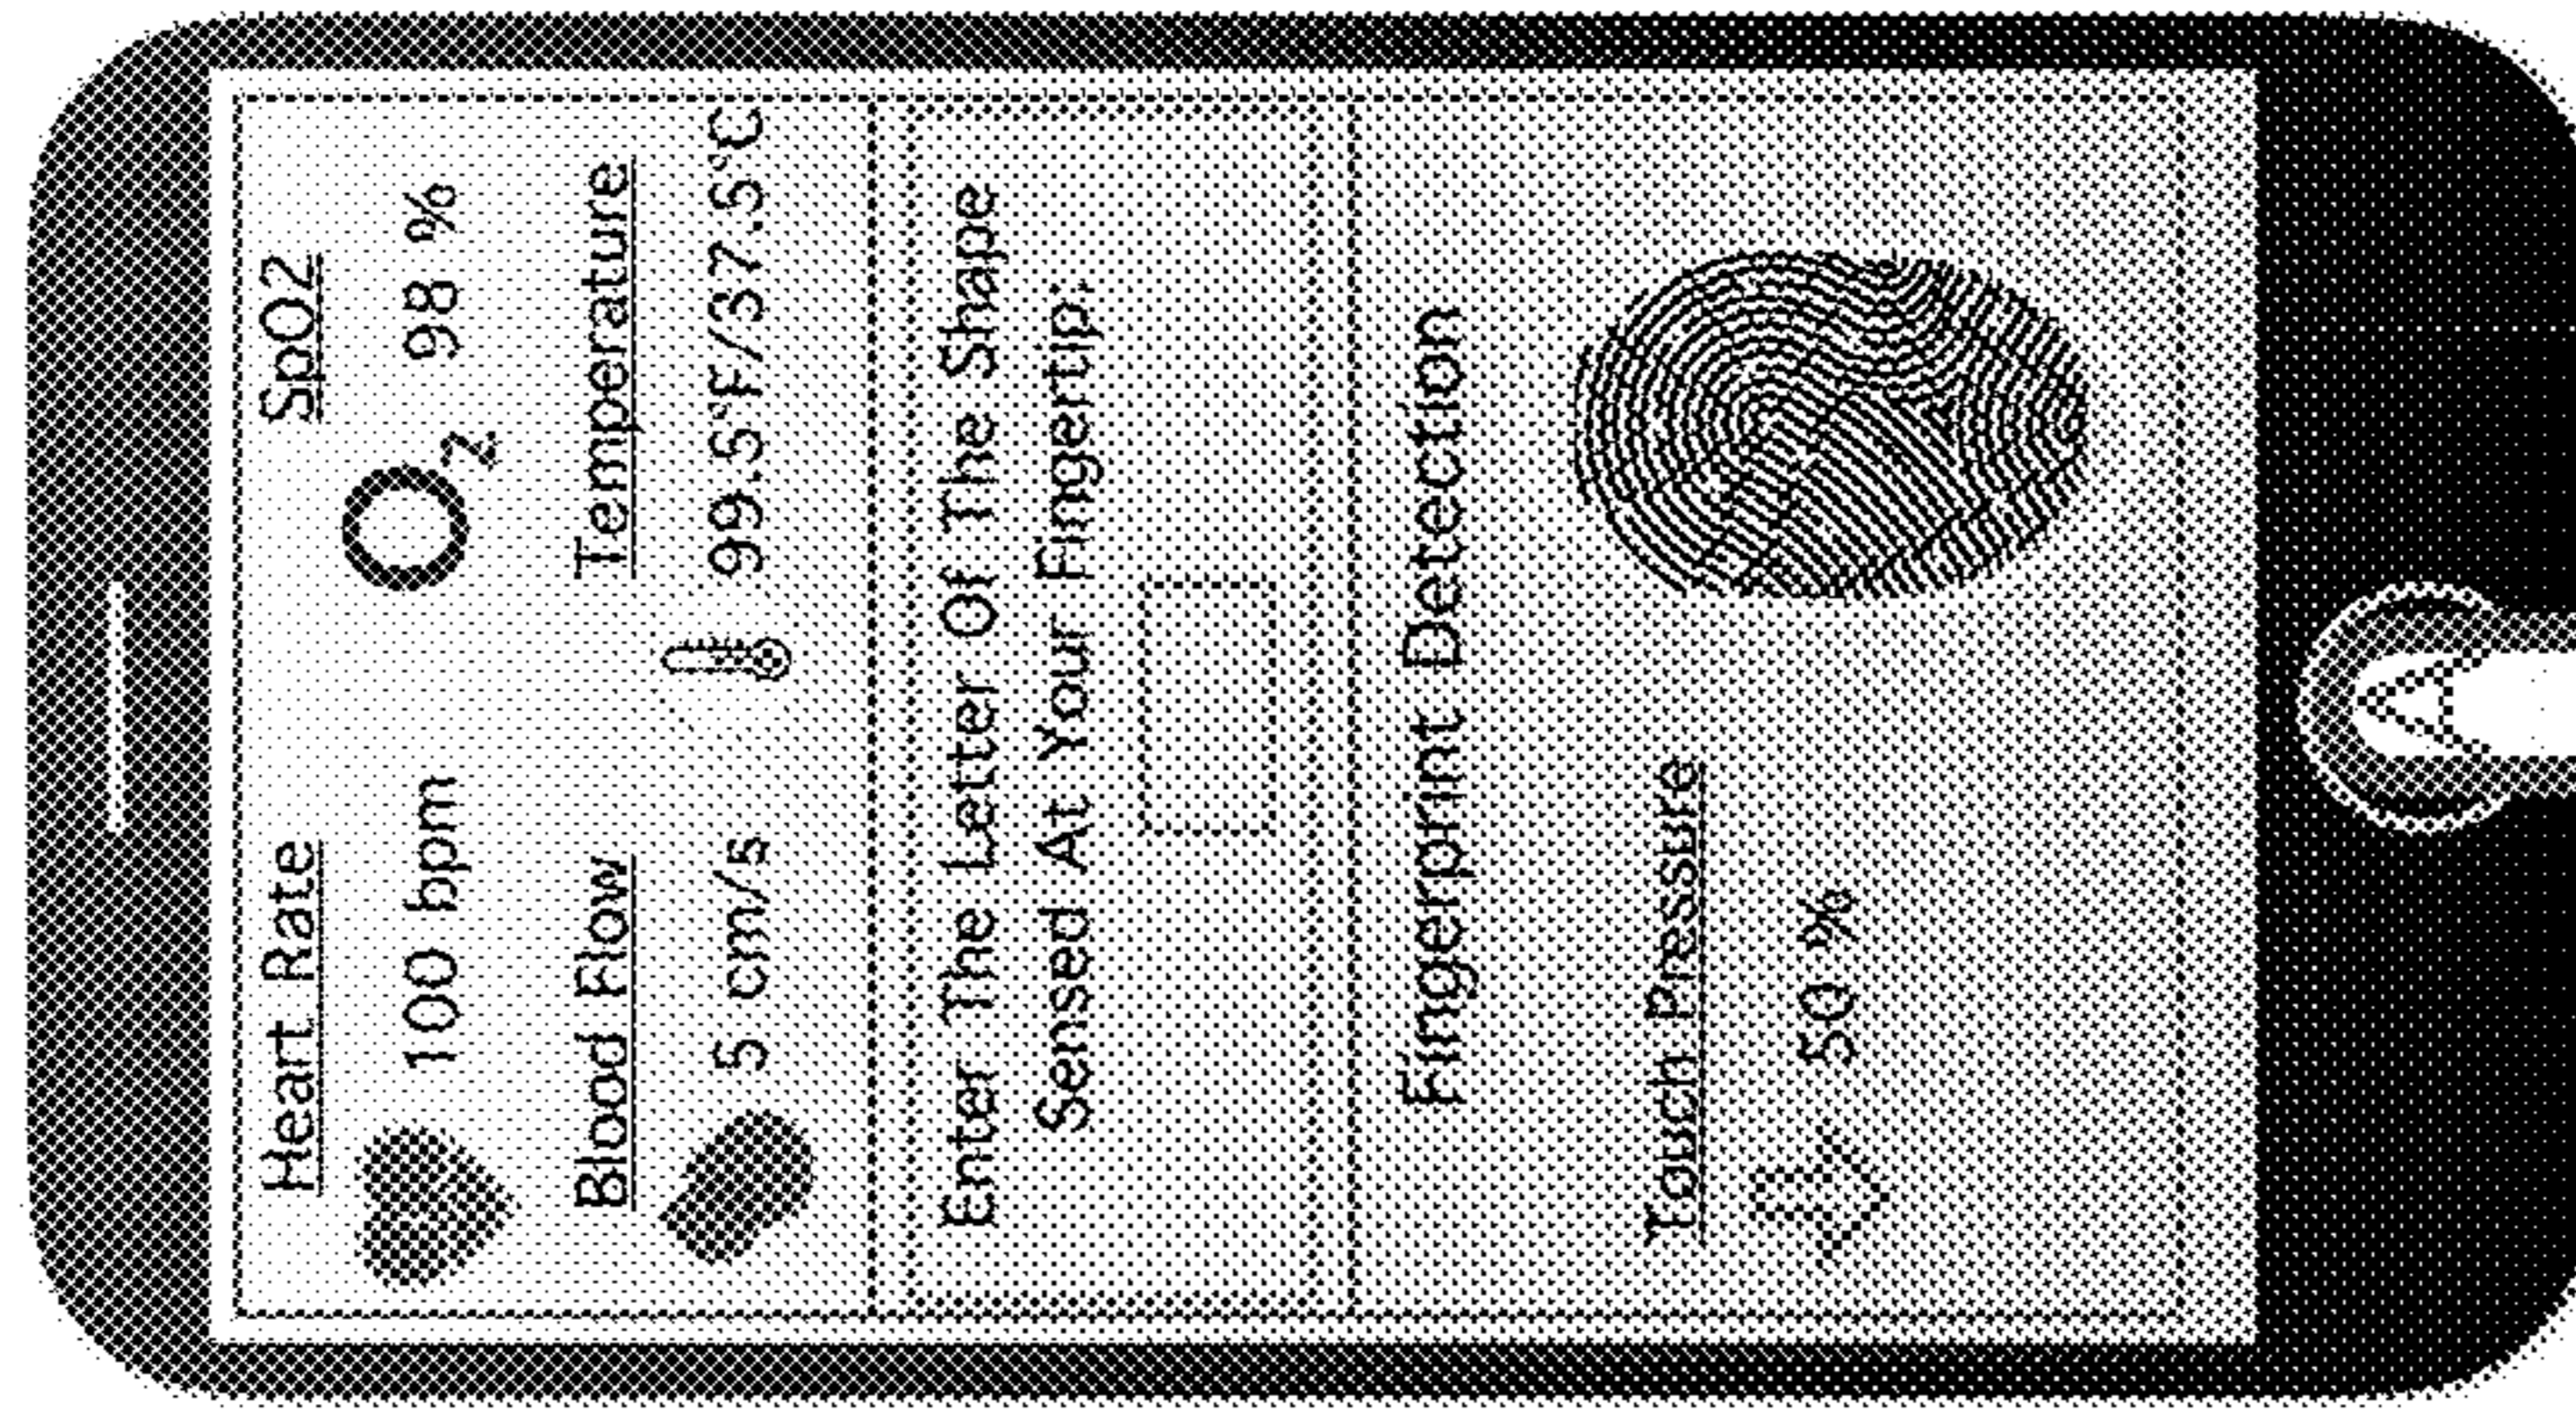 Heart Rate SpO2
100 bpm O2 98 %
Blood Flow Temperature
5 cm/s 99.5°F/37.5°C
Enter The Letter Of The Shape
Sensed At Your Fingertip:
Fingerprint Detection
Touch Pressure
50 %
A